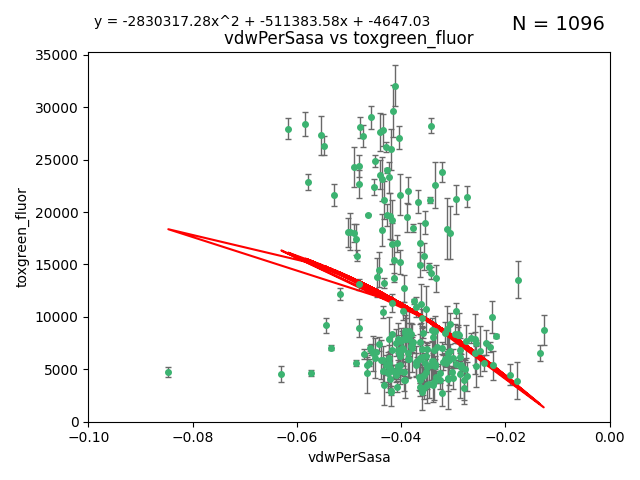 y = -2830317.28x^2 + -511383.58x + -4647.03
N = 1096
vdwPerSasa vs toxgreen_fluor
35000
30000
25000
20000
15000
10000
5000
0
toxgreen_fluor
−0.10 −0.08 −0.06 −0.04 −0.02 0.00
vdwPerSasa